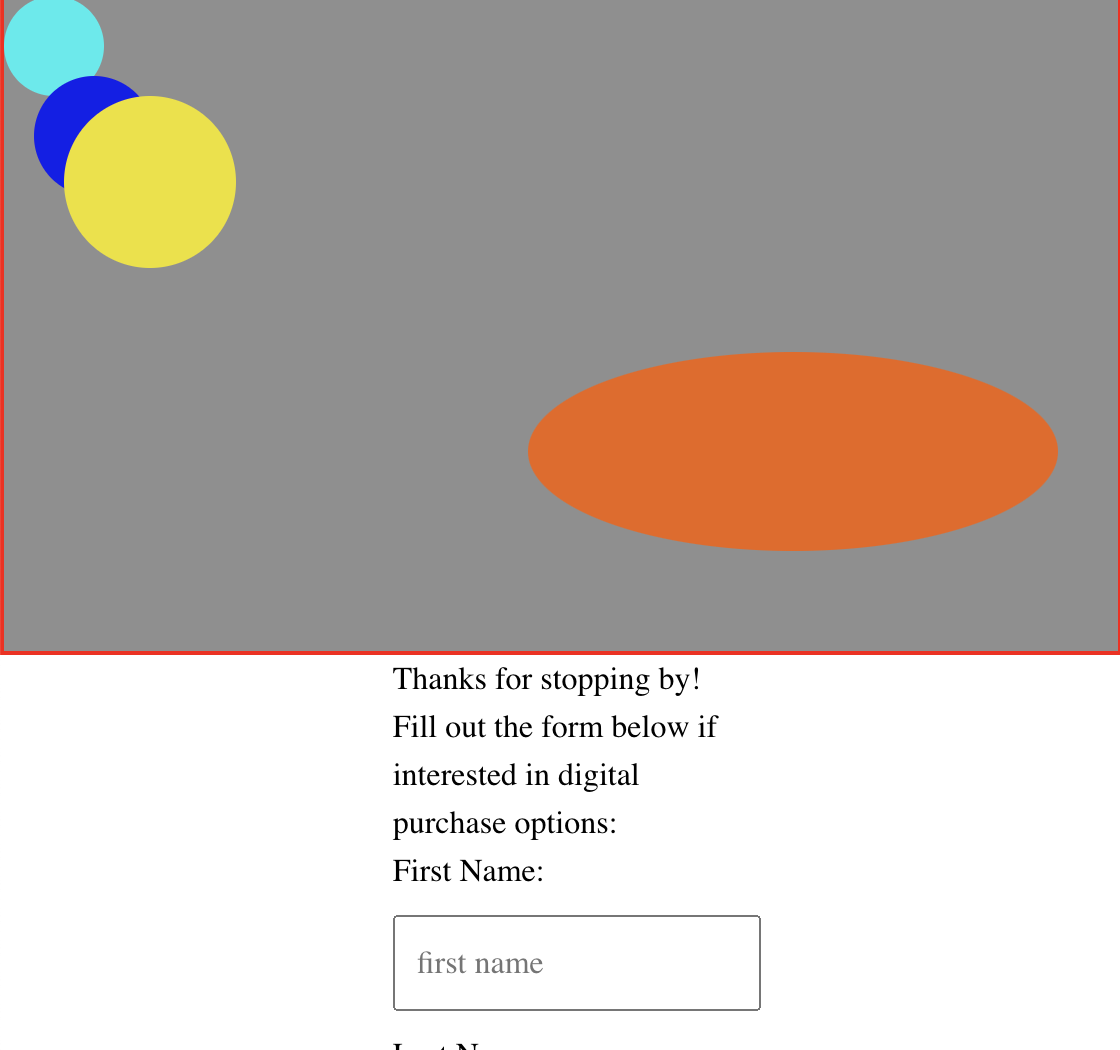 Thanks for stopping by!
Fill out the form below if
interested in digital
purchase options:
First Name:
first name